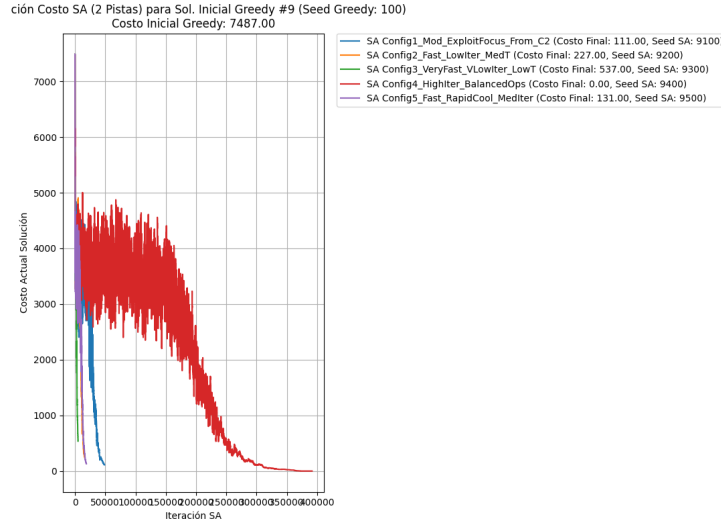 ción Costo SA (2 Pistas) para Sol. Inicial Greedy #9 (Seed Greedy: 100)
Costo Inicial Greedy: 7487.00
SA Config1_Mod_ExploitFocus_From_C2 (Costo Final: 111.00, Seed SA: 9100)
SA Config2_Fast_LowIter_MedT (Costo Final: 227.00, Seed SA: 9200)
SA Config3_VeryFast_VLowIter_LowT (Costo Final: 537.00, Seed SA: 9300)
SA Config4_HighIter_BalancedOps (Costo Final: 0.00, Seed SA: 9400)
SA Config5_Fast_RapidCool_MedIter (Costo Final: 131.00, Seed SA: 9500)
7000
6000
5000
4000
3000
2000
1000
0
Costo Actual Solución
0 50000 100000 150000 200000 250000 300000 350000 400000
Iteración SA